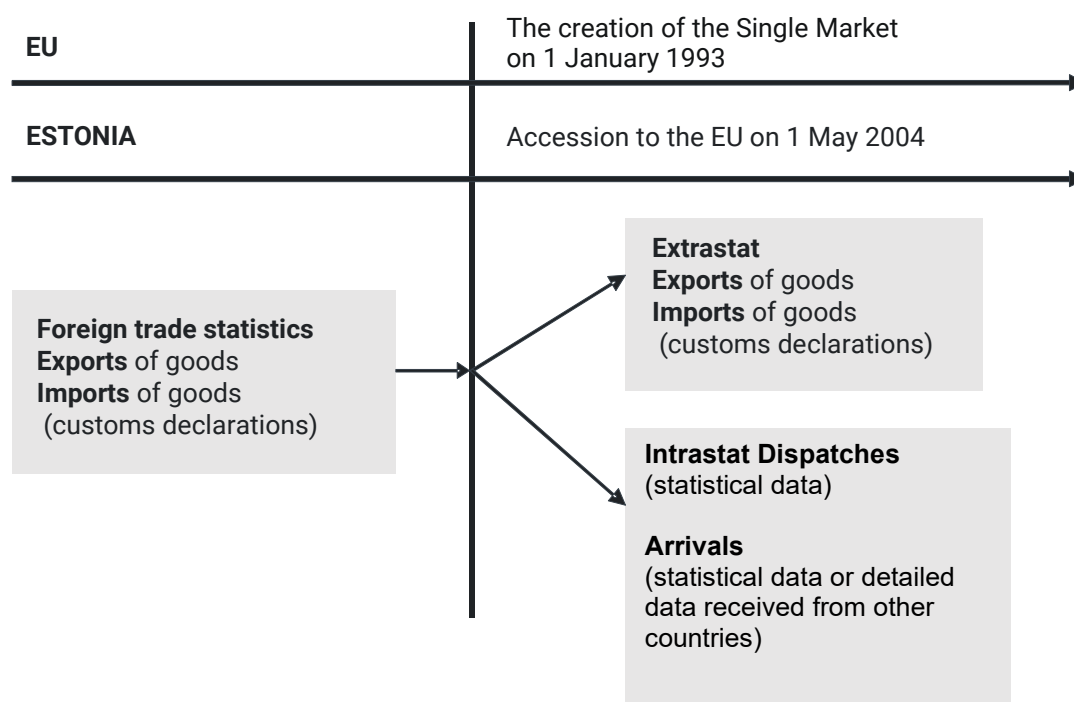 EU
The creation of the Single Market
on 1 January 1993
ESTONIA
Accession to the EU on 1 May 2004
Foreign trade statistics
Exports of goods
Imports of goods
(customs declarations)
Extrastat
Exports of goods
Imports of goods
(customs declarations)
Intrastat Dispatches
(statistical data)
Arrivals
(statistical data or detailed
data received from other
countries)